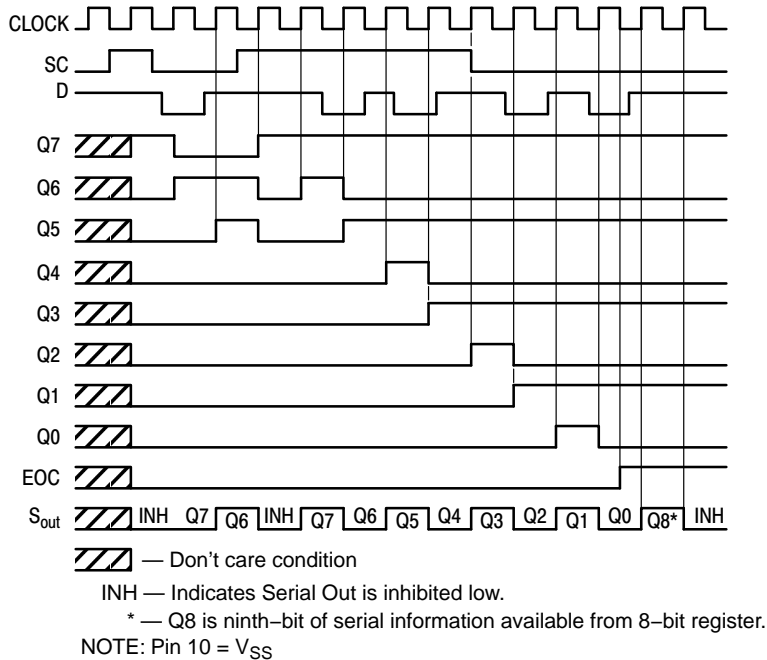 CLOCK
SC
D
Q7
Q6
Q5
Q4
Q3
Q2
Q1
Q0
EOC
Sout INH Q7 Q6 INH Q7 Q6 Q5 Q4 Q3 Q2 Q1 Q0 Q8* INH
— Don't care condition
INH — Indicates Serial Out is inhibited low.
* — Q8 is ninth−bit of serial information available from 8−bit register.
NOTE: Pin 10 = VSS